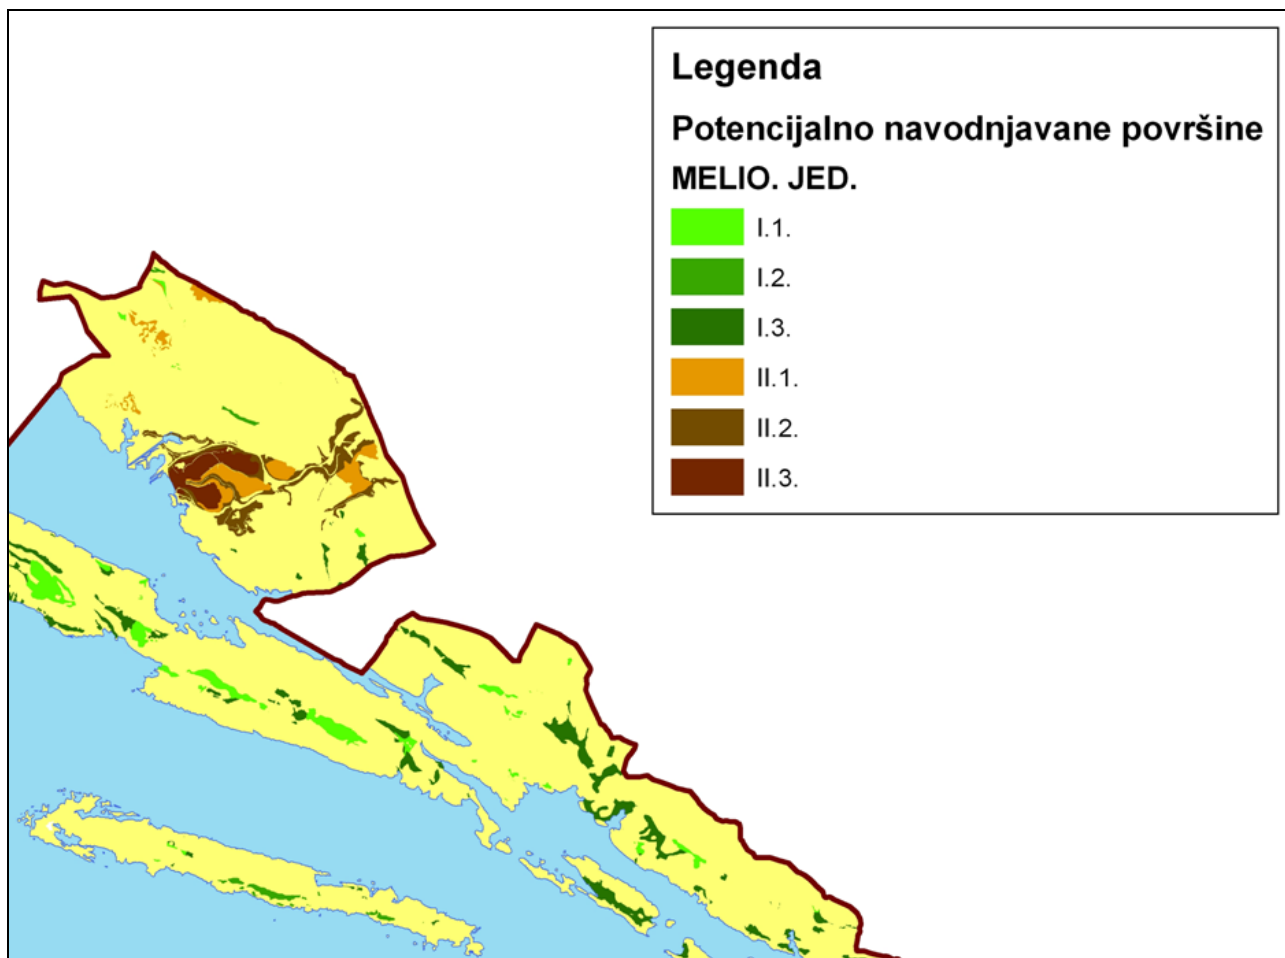 Legenda
Potencijalno navodnjavane površine
MELIO. JED.
I.1.
I.2.
I.3.
II.1.
II.2.
II.3.